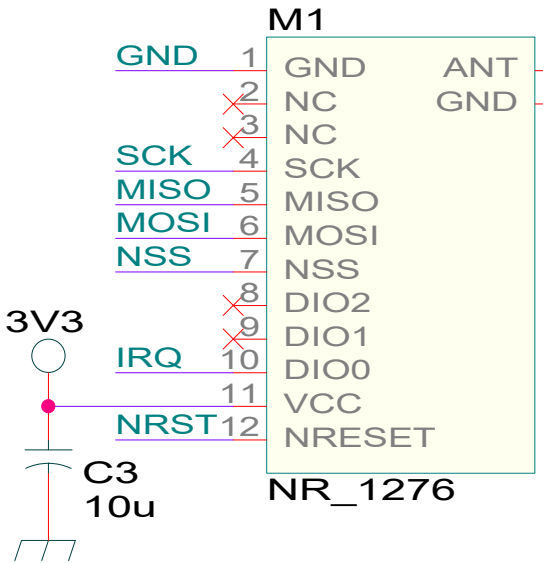 M1
GND 1 GND ANT
2 NC GND
3 NC
SCK 4 SCK
MISO 5 MISO
MOSI 6 MOSI
NSS 7 NSS
8 DIO2
9 DIO1
3V3
IRQ 10 DIO0
11 VCC
NRST 12 NRESET
C3
10u
NR_1276